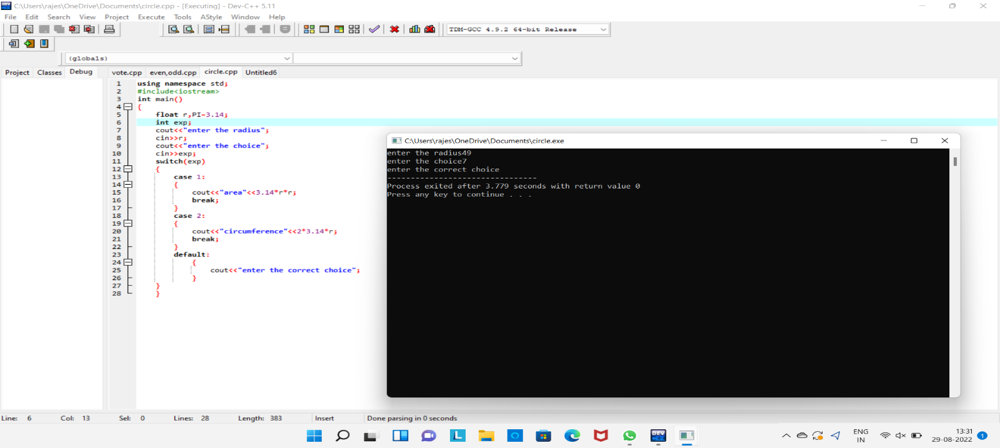 C:\Users\rajes\OneDrive\Documents\circle.cpp - [Executing] - Dev-C++ 5.11
File Edit Search View Project Execute Tools AStyle Window Help
TDM-GCC 4.9.2 64-bit Release
(globals)
Project Classes Debug vote.cpp even,odd.cpp circle.cpp Untitled6
1 using namespace std;
2 #include<iostream>
3 int main()
4 {
5 float r,PI=3.14;
6 int exp;
7 cout<<"enter the radius";
8 cin>>r;
9 cout<<"enter the choice";
10 cin>>exp;
11 switch(exp)
12 {
13 case 1:
14 {
15 cout<<"area"<<3.14*r*r;
16 break;
17 }
18 case 2:
19 {
20 cout<<"circumference"<<2*3.14*r;
21 break;
22 }
23 default:
24 {
25 cout<<"enter the correct choice";
26 }
27 }
28 }
C:\Users\rajes\OneDrive\Documents\circle.exe
enter the radius49
enter the choice7
enter the correct choice
--------------------------------
Process exited after 3.779 seconds with return value 0
Press any key to continue . . .
Line: 6 Col: 13 Sel: 0 Lines: 28 Length: 383 Insert Done parsing in 0 seconds
L
DEV
C++
ENG
IN
13:31
29-08-2022
1